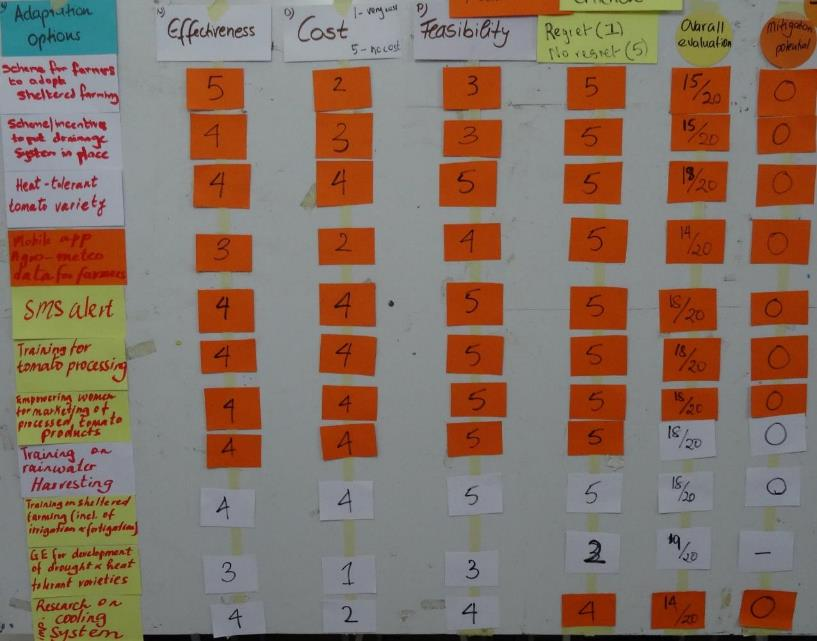 Adaptation options
Effectiveness
Cost
1 - very cost
5 - no cost
Feasibility
Regret (1)
No regret (5)
Overall evaluation
Mitigation potential
Scheme for farmers
to adopt
sheltered farming
5 2 3 5 15/20 0
Scheme/incentive
to put drainage
system in place
4 3 3 5 15/20 0
Heat-tolerant
tomato variety
4 4 5 5 18/20 0
Mobile app
Agro-meteo
data for farmers
3 2 4 5 14/20 0
SMS alert
4 4 5 5 18/20 0
Training for
tomato processing
4 4 5 5 18/20 0
Empowering women
for marketing of
processed tomato
products
4 4 5 5 18/20 0
Training on
rainwater
Harvesting
4 4 5 5 18/20 0
Training on sheltered
farming (incl. of
irrigation & fertigation)
4 4 5 5 18/20 0
GE for development
of drought & heat
tolerant varieties
3 1 3 /20 -
Research on
cooling
system
4 2 4 4 14/20 0